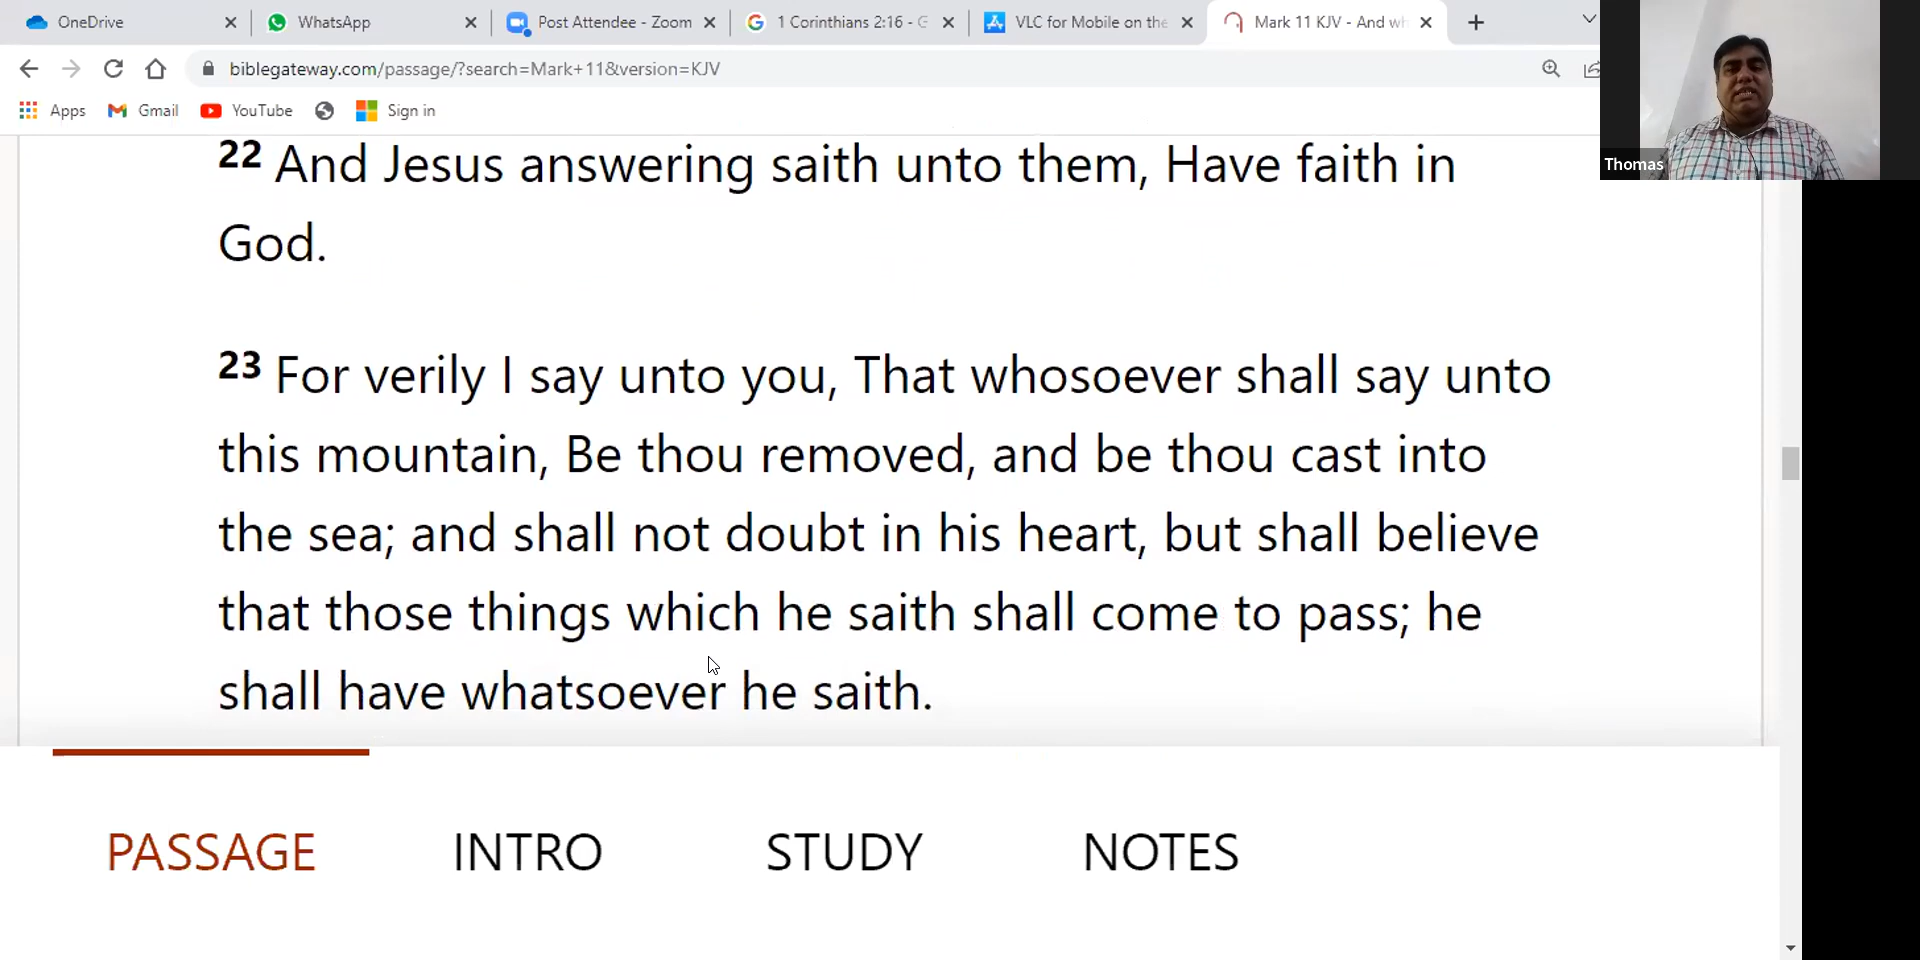 OneDrive
WhatsApp
Post Attendee - Zoom
1 Corinthians 2:16 - G
VLC for Mobile on the
Mark 11 KJV - And wh
biblegateway.com/passage/?search=Mark+11&version=KJV
Apps
Gmail
YouTube
Sign in
Thomas
22 And Jesus answering saith unto them, Have faith in
God.
23 For verily I say unto you, That whosoever shall say unto
this mountain, Be thou removed, and be thou cast into
the sea; and shall not doubt in his heart, but shall believe
that those things which he saith shall come to pass; he
shall have whatsoever he saith.
PASSAGE
INTRO
STUDY
NOTES